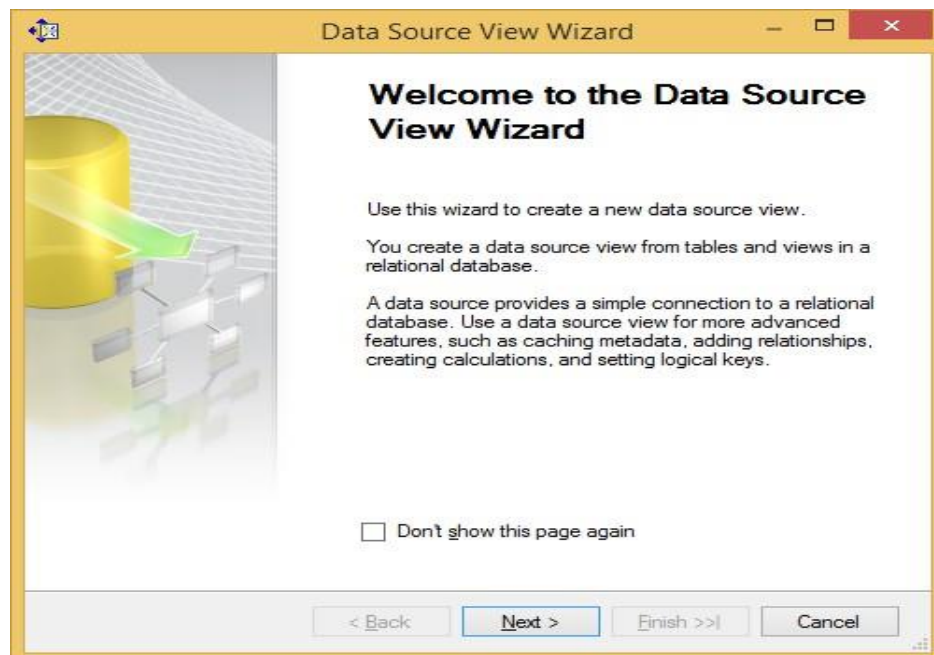 Data Source View Wizard
Welcome to the Data Source
View Wizard
Use this wizard to create a new data source view.
You create a data source view from tables and views in a
relational database.
A data source provides a simple connection to a relational
database. Use a data source view for more advanced
features, such as caching metadata, adding relationships,
creating calculations, and setting logical keys.
Don't show this page again
< Back Next > Finish >>| Cancel